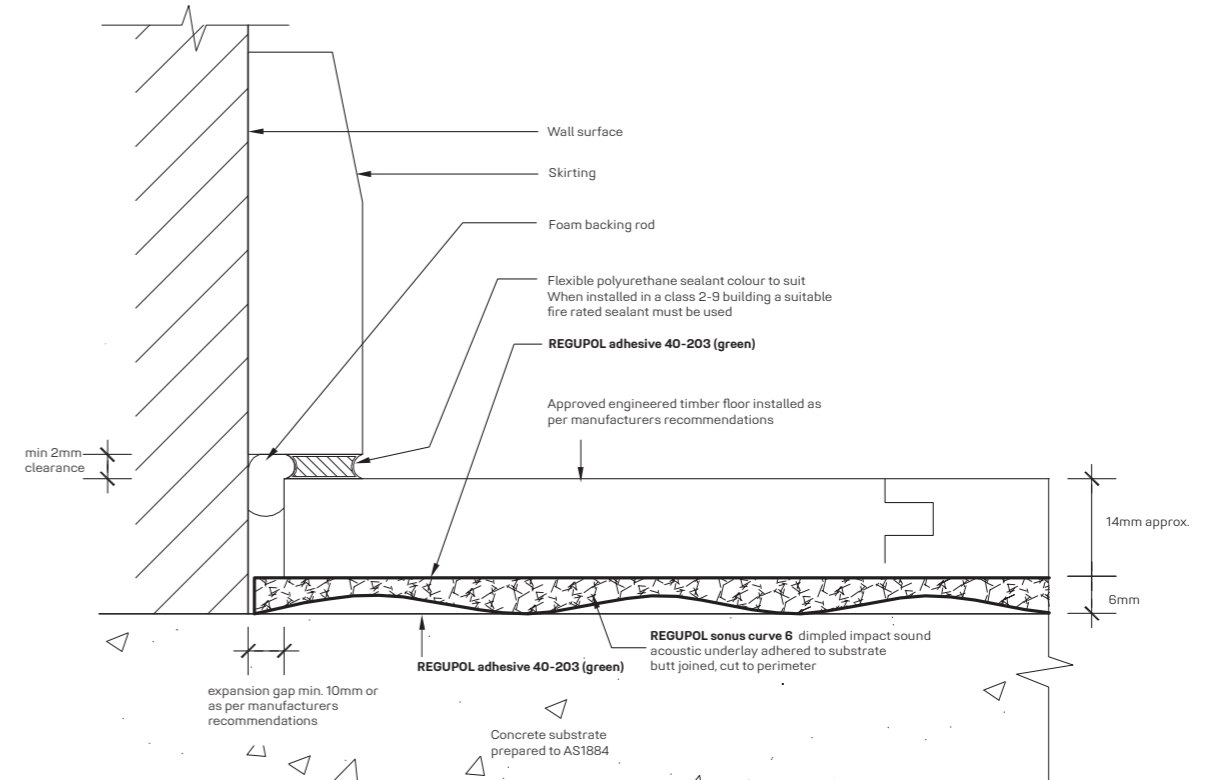 Wall surface
Skirting
Foam backing rod
Flexible polyurethane sealant colour to suit
When installed in a class 2-9 building a suitable
fire rated sealant must be used
REGUPOL adhesive 40-203 (green)
Approved engineered timber floor installed as
per manufacturers recommendations
min 2mm
clearance
14mm approx.
6mm
REGUPOL sonus curve 6 dimpled impact sound
acoustic underlay adhered to substrate
butt joined, cut to perimeter
REGUPOL adhesive 40-203 (green)
expansion gap min. 10mm or
as per manufacturers
recommendations
Concrete substrate
prepared to AS1884